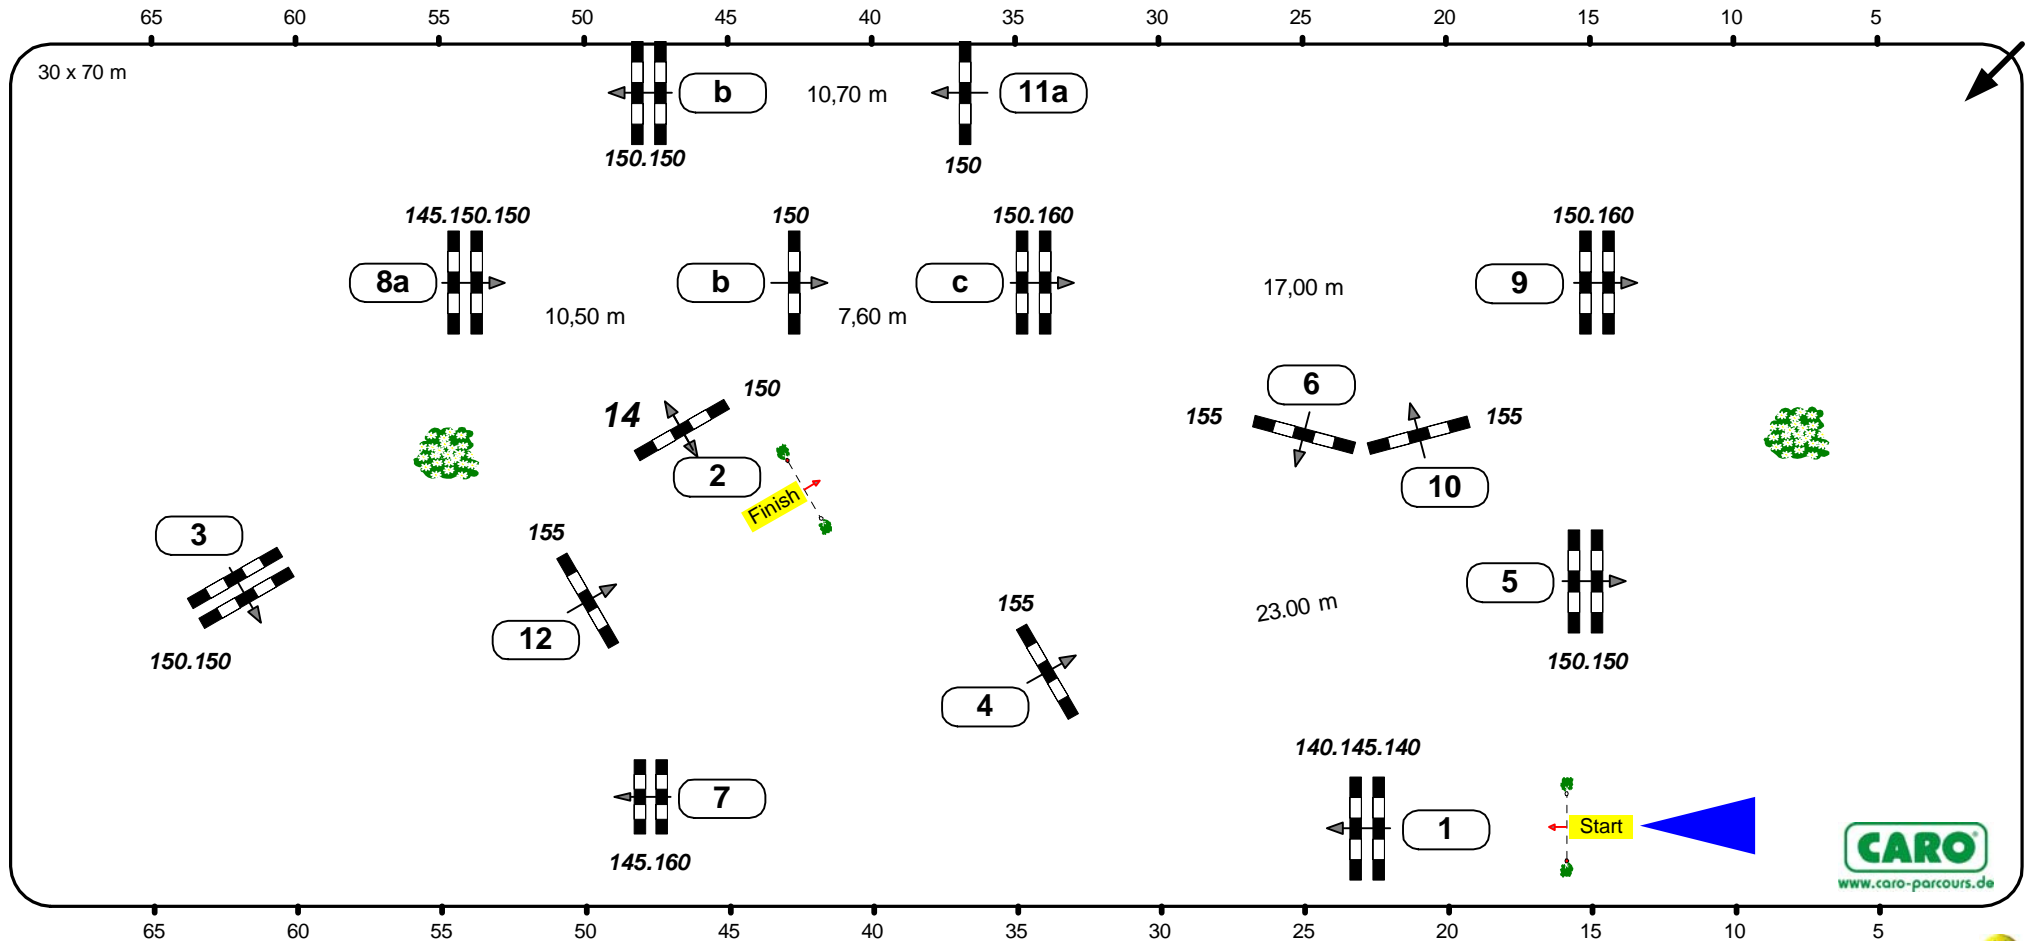 65 60 55 50 45 40 35 30 25 20 15 10 5
30 x 70 m
b 10,70 m 11a
150.150 150
145.150.150 150 150.160 150.160
8a b c 17,00 m 9
10,50 m 7,60 m
14 150 155 6 155
2 10
Finish
3 155 5
150.150 12 155 23.00 m 150.150
4
140.145.140
7 1 Start
145.160
CARO®
www.caro-parcours.de
65 60 55 50 45 40 35 30 25 20 15 10 5